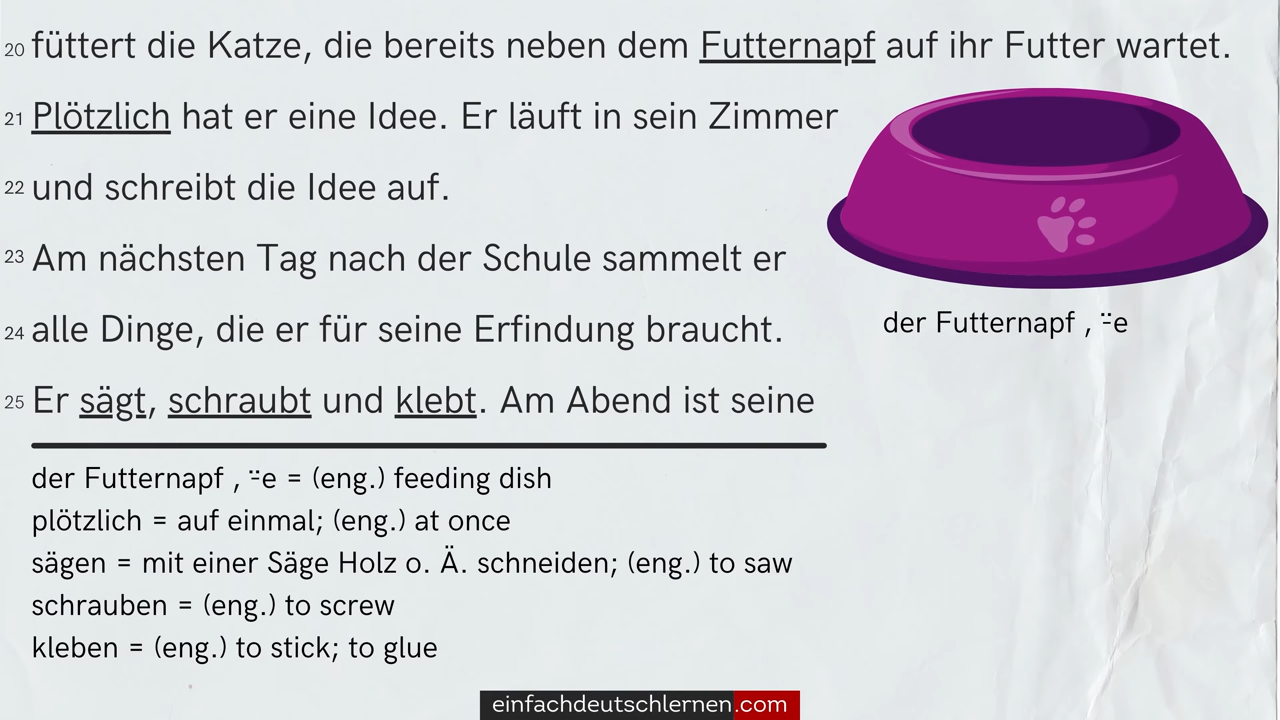 20 füttert die Katze, die bereits neben dem Futternapf auf ihr Futter wartet.
21 Plötzlich hat er eine Idee. Er läuft in sein Zimmer
22 und schreibt die Idee auf.
23 Am nächsten Tag nach der Schule sammelt er
24 alle Dinge, die er für seine Erfindung braucht.
25 Er sägt, schraubt und klebt. Am Abend ist seine
der Futternapf , ⸚e
der Futternapf , ⸚e = (eng.) feeding dish
plötzlich = auf einmal; (eng.) at once
sägen = mit einer Säge Holz o. Ä. schneiden; (eng.) to saw
schrauben = (eng.) to screw
kleben = (eng.) to stick; to glue
einfachdeutschlernen.com